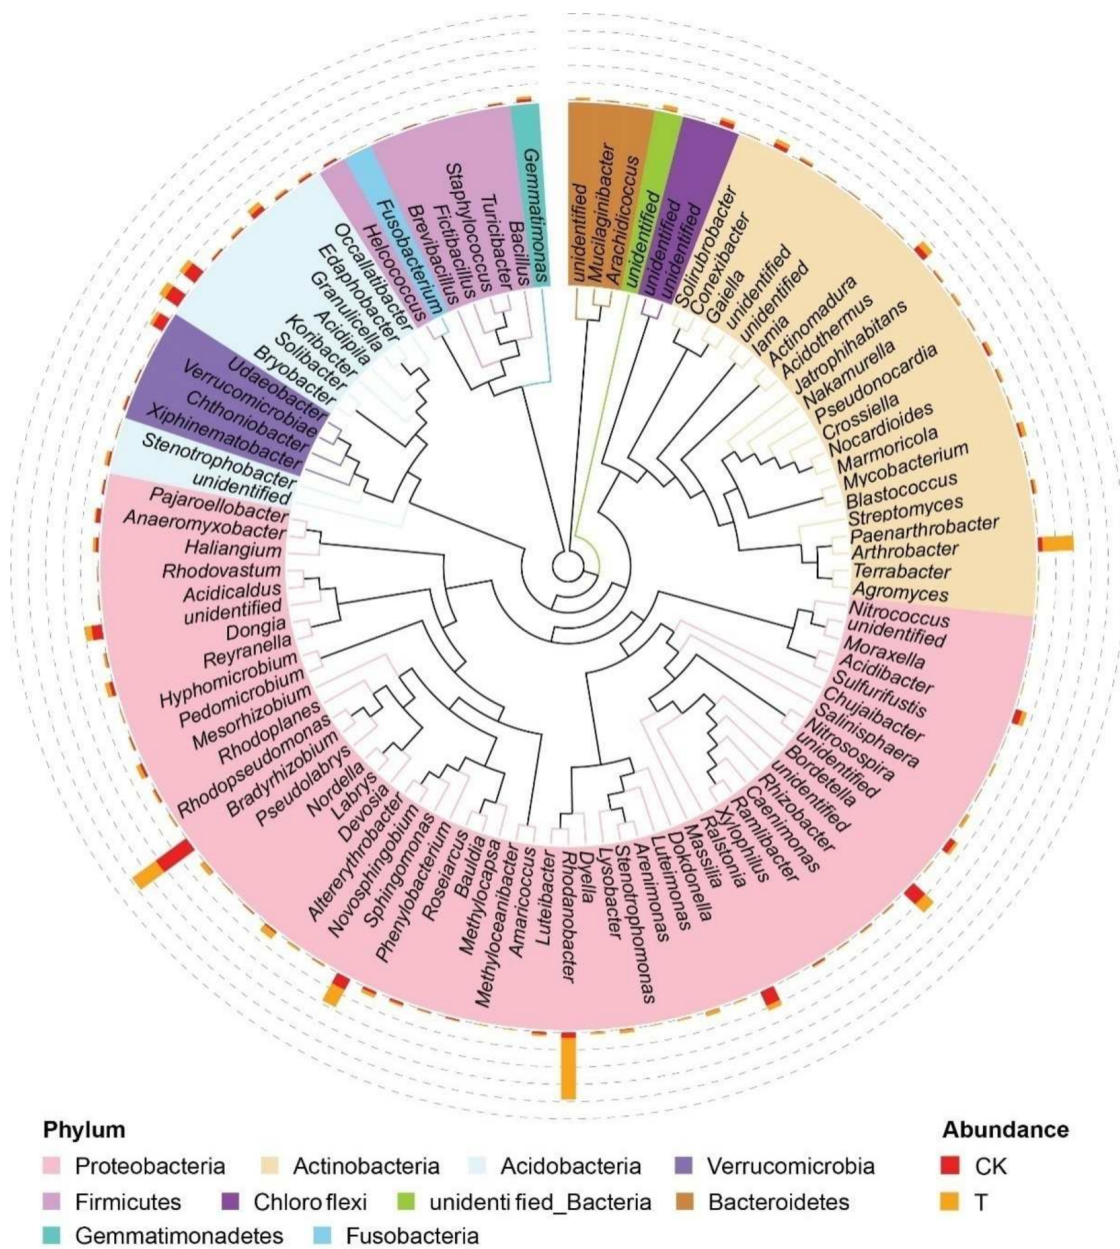 unidentified
Mucilaginibacter
Arachidicoccus
unidentified
unidentified
unidentified
Solirubrobacter
Conexibacter
Gaiella
unidentified
unidentified
Iamia
Actinomadura
Acidothermus
Jatrophihabitans
Nakamurella
Pseudonocardia
Crossiella
Nocardioides
Marmoricola
Mycobacterium
Blastococcus
Streptomyces
Paenarthrobacter
Arthrobacter
Terrabacter
Agromyces
Nitrococcus
unidentified
Moraxella
Acidibacter
Sulfurifustis
Chujaibacter
Salinisphaera
Nitrosospira
unidentified
Bordetella
unidentified
Rhizobacter
Caenimonas
Ramlibacter
Xylophilus
Ralstonia
Massilia
Dokdonella
Luteimonas
Arenimonas
Stenotrophomonas
Lysobacter
Dyella
Rhodanobacter
Luteibacter
Amaricoccus
Methyloceanibacter
Methylocapsa
Bauldia
Roseiarcus
Phenylobacterium
Sphingomonas
Novosphingobium
Altererythrobacter
Devosia
Labrys
Nordella
Pseudolabrys
Bradyrhizobium
Rhodopseudomonas
Rhodoplanes
Mesorhizobium
Pedomicrobium
Hyphomicrobium
Reyranella
Dongia
unidentified
Acidicaldus
Rhodovastum
Haliangium
Anaeromyxobacter
Pajaroellobacter
unidentified
Stenotrophobacter
Xiphinematobacter
Chthoniobacter
Verrucomicrobiae
Udaeobacter
Bryobacter
Solibacter
Koribacter
Acidipila
Granulicella
Edaphobacter
Occallatibacter
Helcococcus
Fusobacterium
Brevibacillus
Fictibacillus
Staphylococcus
Turicibacter
Bacillus
Gemmatimonas
Phylum Abundance
Proteobacteria Actinobacteria Acidobacteria Verrucomicrobia CK
Firmicutes Chloroflexi unidentified_Bacteria Bacteroidetes T
Gemmatimonadetes Fusobacteria